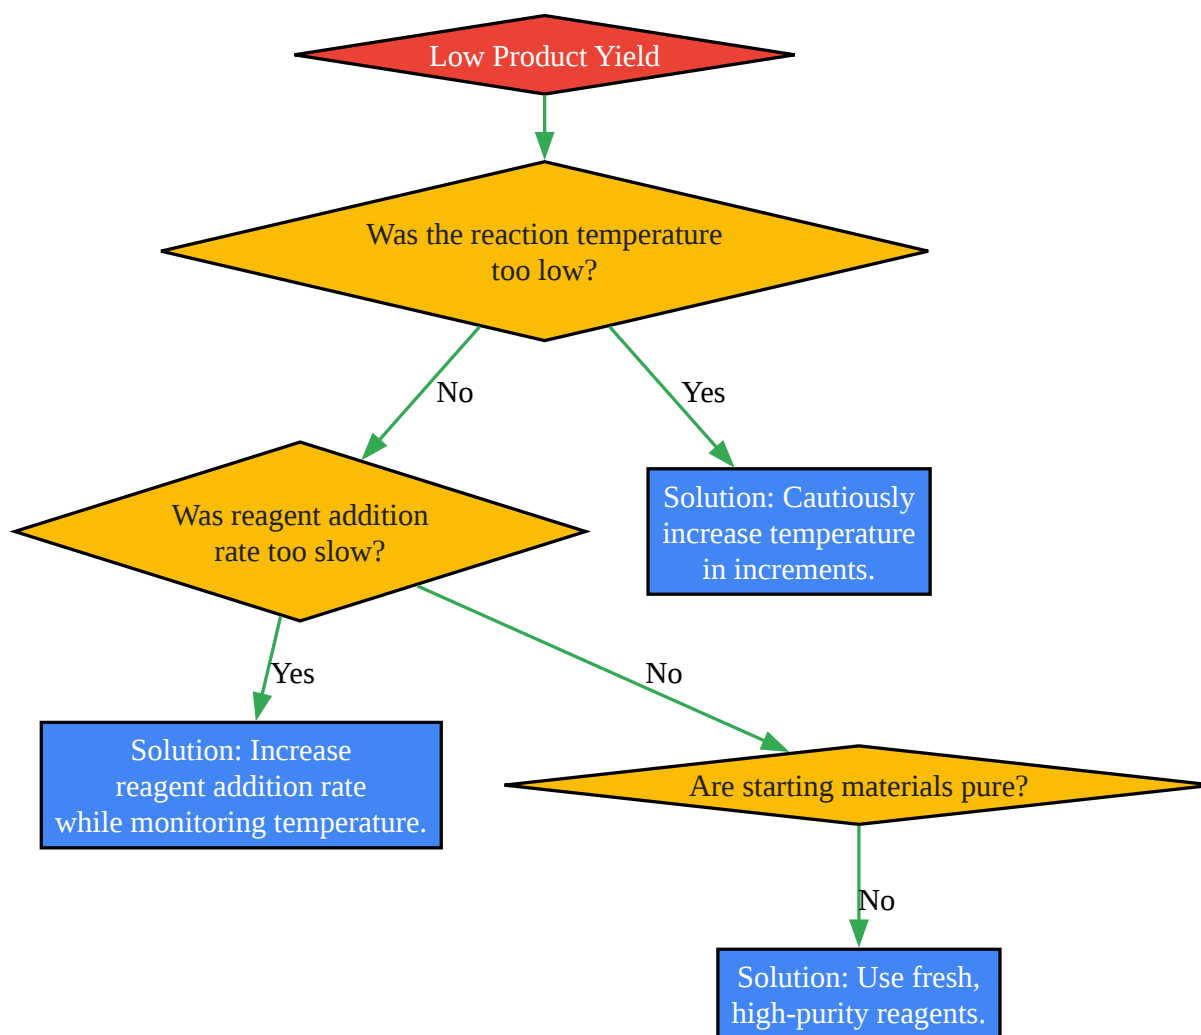 Low Product Yield
Was the reaction temperature
too low?
No
Yes
Was reagent addition
rate too slow?
Solution: Cautiously
increase temperature
in increments.
Yes
No
Solution: Increase
reagent addition rate
while monitoring temperature.
Are starting materials pure?
No
Solution: Use fresh,
high-purity reagents.